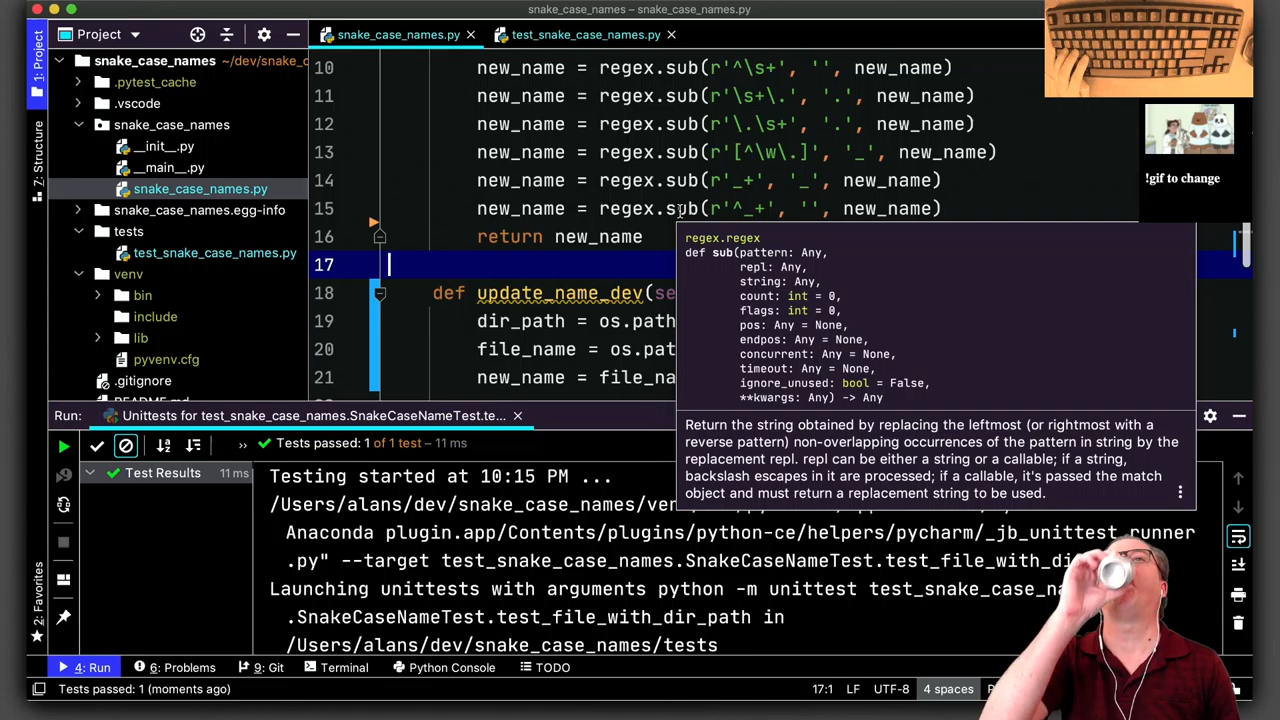 snake_case_names – snake_case_names.py
Project
snake_case_names.py
test_snake_case_names.py
1: Project
Z: Structure
2: Favorites
snake_case_names ~/dev/snake_c
.pytest_cache
.vscode
snake_case_names
__init__.py
__main__.py
snake_case_names.py
snake_case_names.egg-info
tests
test_snake_case_names.py
venv
bin
include
lib
pyvenv.cfg
.gitignore
README.md
10 new_name = regex.sub(r'^\s+', '', new_name)
11 new_name = regex.sub(r'\s+\.', '.', new_name)
12 new_name = regex.sub(r'\.\s+', '.', new_name)
13 new_name = regex.sub(r'[^\w\.]', '_', new_name)
14 new_name = regex.sub(r'_+', '_', new_name)
15 new_name = regex.sub(r'^_+', '', new_name)
16 return new_name
17
18 def update_name_dev(se
19 dir_path = os.path
20 file_name = os.pat
21 new_name = file_na
regex.regex
def sub(pattern: Any,
repl: Any,
string: Any,
count: int = 0,
flags: int = 0,
pos: Any = None,
endpos: Any = None,
concurrent: Any = None,
timeout: Any = None,
ignore_unused: bool = False,
**kwargs: Any) -> Any
Return the string obtained by replacing the leftmost (or rightmost with a
reverse pattern) non-overlapping occurrences of the pattern in string by the
replacement repl. repl can be either a string or a callable; if a string,
backslash escapes in it are processed; if a callable, it's passed the match
object and must return a replacement string to be used.
!gif to change
Run: Unittests for test_snake_case_names.SnakeCaseNameTest.te...
Tests passed: 1 of 1 test – 11 ms
Test Results 11 ms
Testing started at 10:15 PM ...
/Users/alans/dev/snake_case_names/ver
Anaconda plugin.app/Contents/plugins/python-ce/helpers/pycharm/_jb_unittest_runner
.py" --target test_snake_case_names.SnakeCaseNameTest.test_file_with_di
Launching unittests with arguments python -m unittest test_snake_case_na
.SnakeCaseNameTest.test_file_with_dir_path in
/Users/alans/dev/snake_case_names/tests
4: Run
6: Problems
9: Git
Terminal
Python Console
TODO
Tests passed: 1 (moments ago)
17:1 LF UTF-8 4 spaces